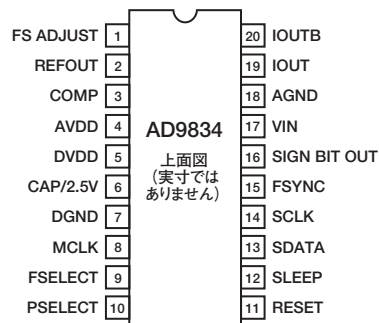 FS ADJUST 1
REFOUT 2
COMP 3
AVDD 4
DVDD 5
CAP/2.5V 6
DGND 7
MCLK 8
FSELECT 9
PSELECT 10
AD9834
上面図
(実寸では
ありません)
20 IOUTB
19 IOUT
18 AGND
17 VIN
16 SIGN BIT OUT
15 FSYNC
14 SCLK
13 SDATA
12 SLEEP
11 RESET